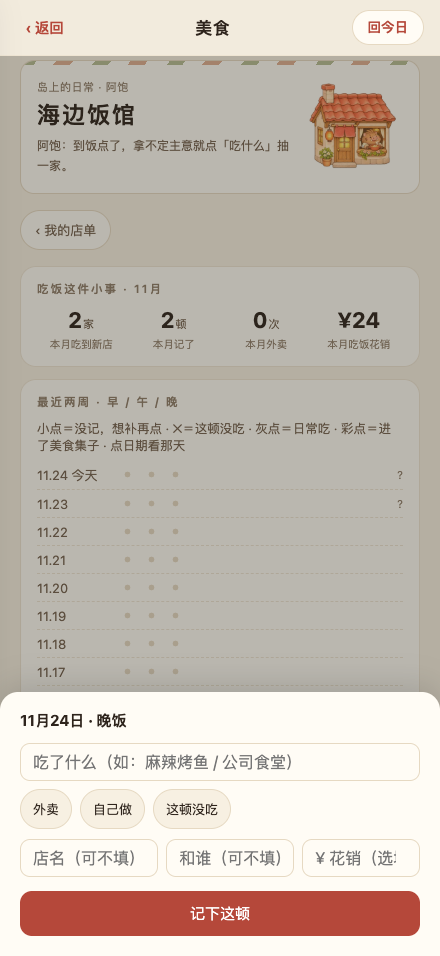 ‹ 返回
美食
回今日
岛上的日常 · 阿饱
海边饭馆
阿饱：到饭点了，拿不定主意就点「吃什么」抽
一家。
‹ 我的店单
吃饭这件小事 · 11月
2家 2顿 0次 ¥24
本月吃到新店 本月记了 本月外卖 本月吃饭花销
最近两周 · 早 / 午 / 晚
小点＝没记，想补再点 · ✕＝这顿没吃 · 灰点＝日常吃 · 彩点＝进
了美食集子 · 点日期看那天
11.24 今天 ?
11.23 ?
11.22
11.21
11.20
11.19
11.18
11.17
11月24日 · 晚饭
吃了什么（如：麻辣烤鱼 / 公司食堂）
外卖 自己做 这顿没吃
店名（可不填） 和谁（可不填） ¥ 花销（选
记下这顿